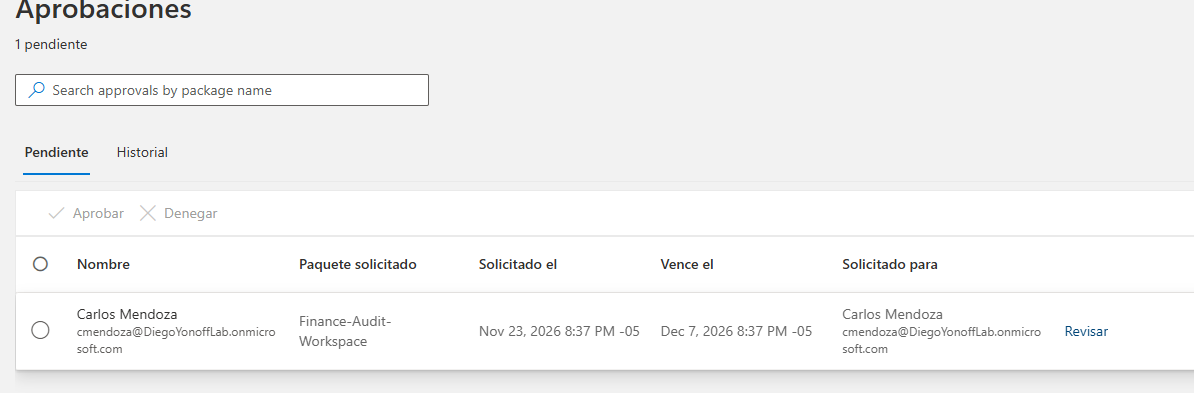 Aprobaciones
1 pendiente
Search approvals by package name
Pendiente Historial
Aprobar Denegar
Nombre Paquete solicitado Solicitado el Vence el Solicitado para
Carlos Mendoza
cmendoza@DiegoYonoffLab.onmicro
soft.com
Finance-Audit-
Workspace
Nov 23, 2026 8:37 PM -05
Dec 7, 2026 8:37 PM -05
Carlos Mendoza
cmendoza@DiegoYonoffLab.onmicro
soft.com
Revisar